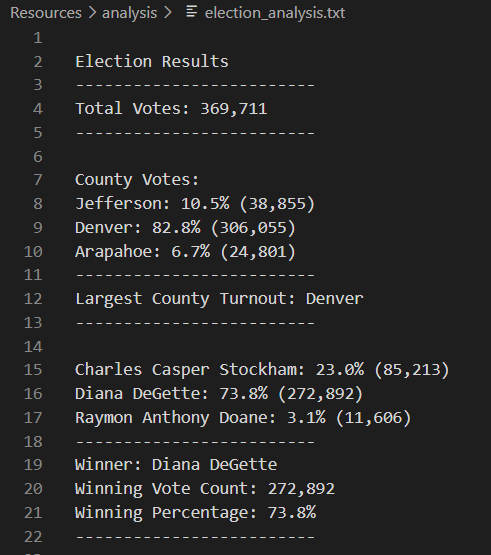 Resources > analysis > election_analysis.txt
1
2 Election Results
3 -------------------------
4 Total Votes: 369,711
5 -------------------------
6
7 County Votes:
8 Jefferson: 10.5% (38,855)
9 Denver: 82.8% (306,055)
10 Arapahoe: 6.7% (24,801)
11 -------------------------
12 Largest County Turnout: Denver
13 -------------------------
14
15 Charles Casper Stockham: 23.0% (85,213)
16 Diana DeGette: 73.8% (272,892)
17 Raymon Anthony Doane: 3.1% (11,606)
18 -------------------------
19 Winner: Diana DeGette
20 Winning Vote Count: 272,892
21 Winning Percentage: 73.8%
22 -------------------------